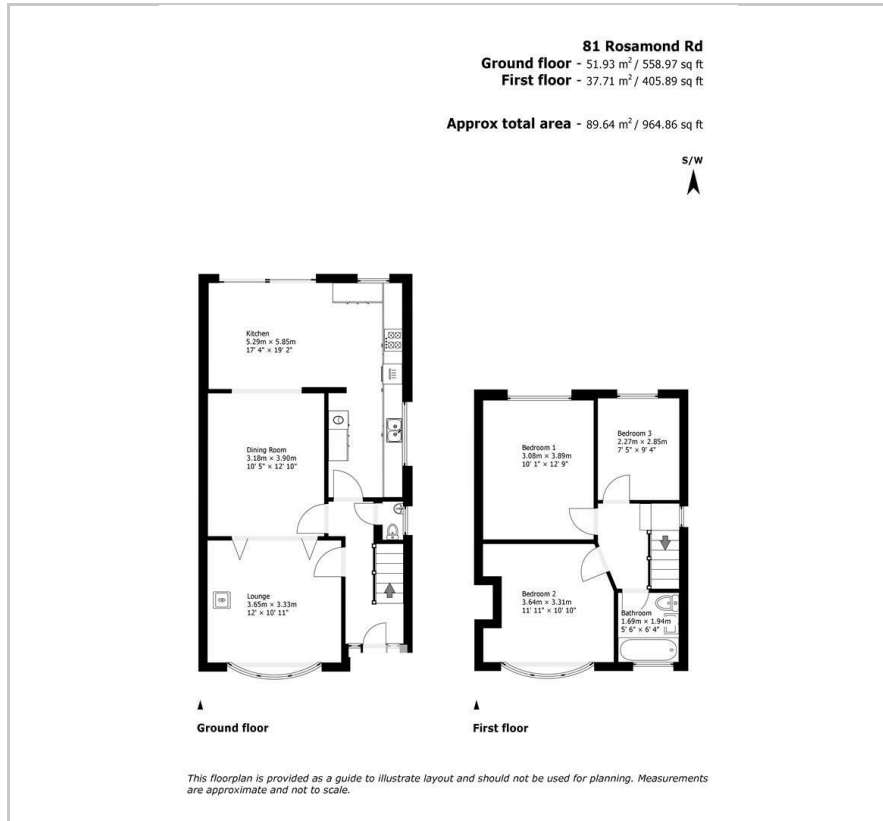 81 Rosamond Rd
Ground floor - 51.93 m² / 558.97 sq ft
First floor - 37.71 m² / 405.89 sq ft
Approx total area - 89.64 m² / 964.86 sq ft
S/W
Kitchen
5.29m × 5.85m
17' 4" × 19' 2"
Dining Room
3.18m × 3.90m
10' 5" × 12' 10"
Lounge
3.65m × 3.33m
12' × 10' 11"
Bedroom 1
3.08m × 3.89m
10' 1" × 12' 9"
Bedroom 3
2.27m × 2.85m
7' 5" × 9' 4"
Bedroom 2
3.64m × 3.31m
11' 11" × 10' 10"
Bathroom
1.69m × 1.94m
5' 6" × 6' 4"
Ground floor
First floor
This floorplan is provided as a guide to illustrate layout and should not be used for planning. Measurements
are approximate and not to scale.